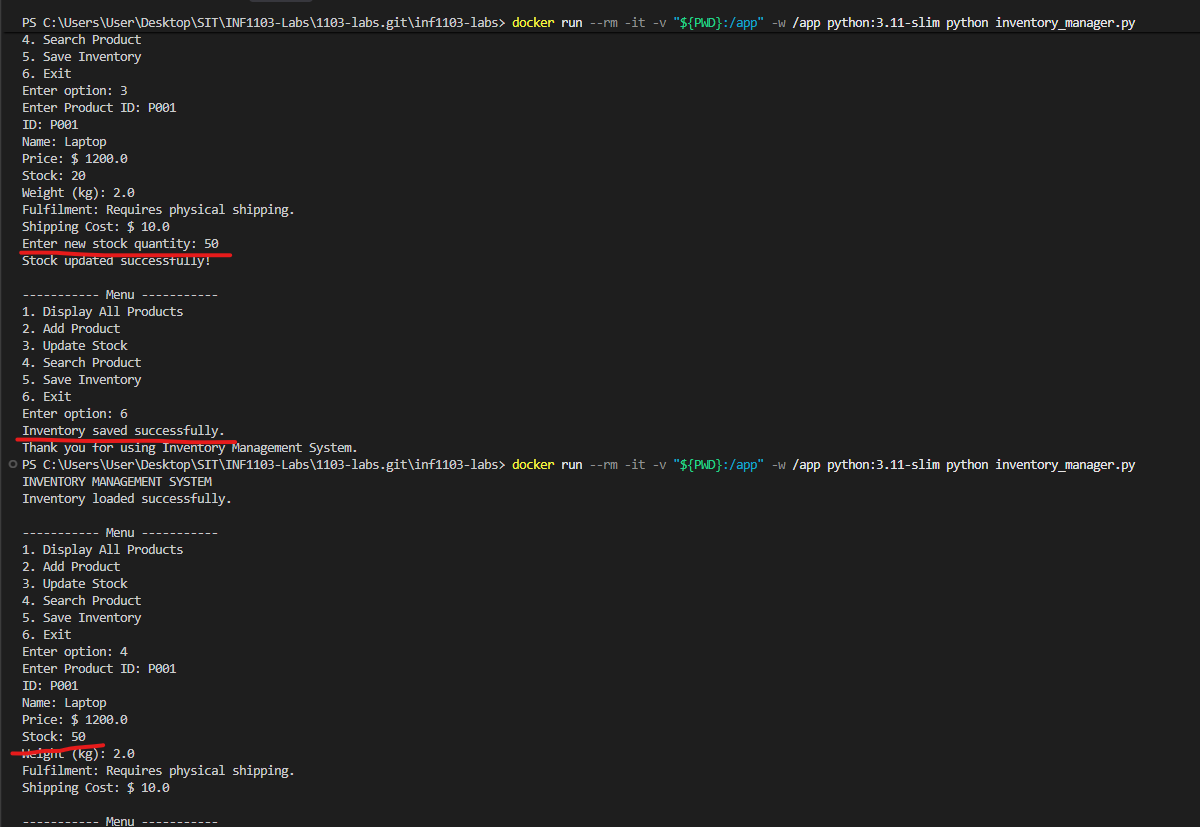 PS C:\Users\User\Desktop\SIT\INF1103-Labs\1103-labs.git\inf1103-labs> docker run --rm -it -v "${PWD}:/app" -w /app python:3.11-slim python inventory_manager.py
4. Search Product
5. Save Inventory
6. Exit
Enter option: 3
Enter Product ID: P001
ID: P001
Name: Laptop
Price: $ 1200.0
Stock: 20
Weight (kg): 2.0
Fulfilment: Requires physical shipping.
Shipping Cost: $ 10.0
Enter new stock quantity: 50
Stock updated successfully!
----------- Menu -----------
1. Display All Products
2. Add Product
3. Update Stock
4. Search Product
5. Save Inventory
6. Exit
Enter option: 6
Inventory saved successfully.
Thank you for using Inventory Management System.
PS C:\Users\User\Desktop\SIT\INF1103-Labs\1103-labs.git\inf1103-labs> docker run --rm -it -v "${PWD}:/app" -w /app python:3.11-slim python inventory_manager.py
INVENTORY MANAGEMENT SYSTEM
Inventory loaded successfully.
----------- Menu -----------
1. Display All Products
2. Add Product
3. Update Stock
4. Search Product
5. Save Inventory
6. Exit
Enter option: 4
Enter Product ID: P001
ID: P001
Name: Laptop
Price: $ 1200.0
Stock: 50
Weight (kg): 2.0
Fulfilment: Requires physical shipping.
Shipping Cost: $ 10.0
----------- Menu -----------